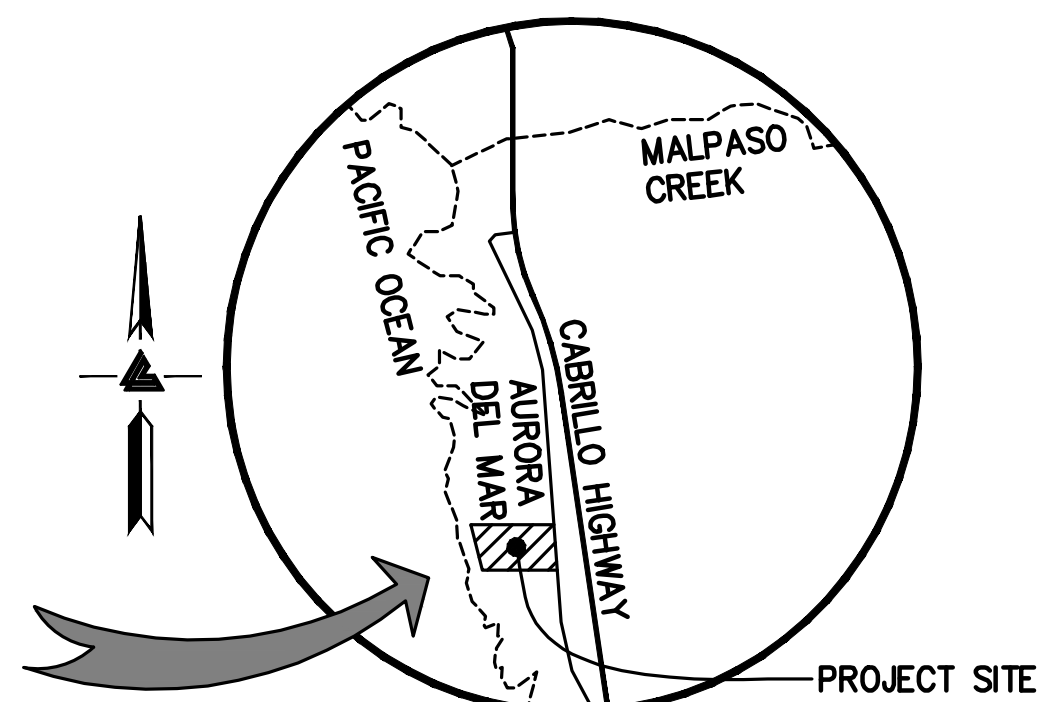 MALPASO
CREEK
PACIFIC OCEAN
CABRILLO HIGHWAY
AURORA
DEL MAR
PROJECT SITE